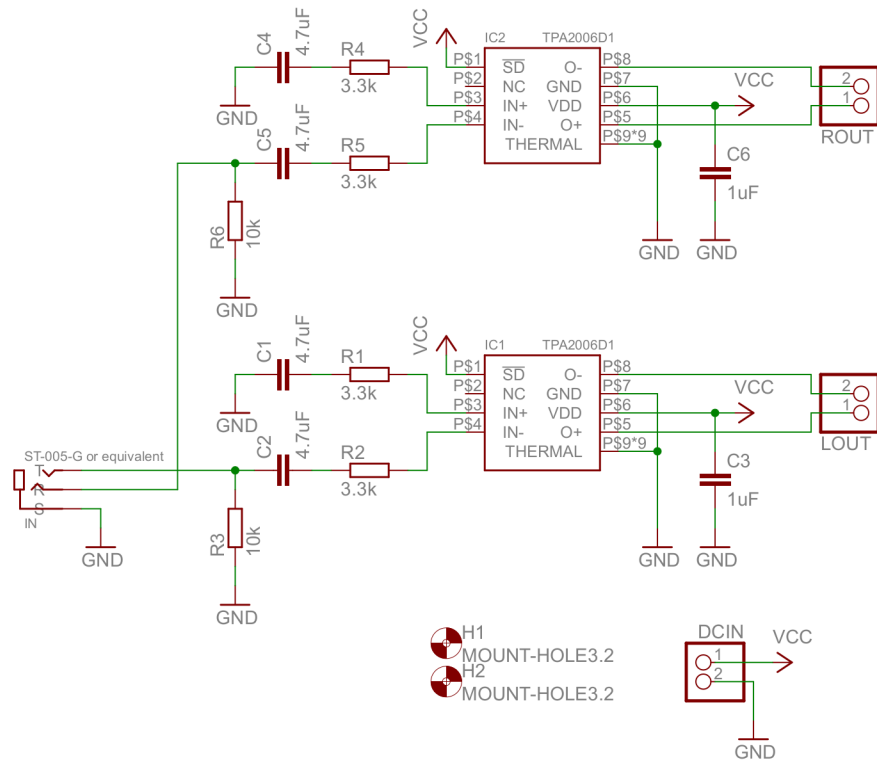 C4
4.7uF
R4
3.3k
GND
VCC
IC2
TPA2006D1
P$1
P$2
P$3
P$4
SD
NC
IN+
IN-
O-
GND
VDD
O+
THERMAL
P$8
P$7
P$6
P$5
P$9*9
VCC
2
1
ROUT
C5
4.7uF
R5
3.3k
R6
10k
GND
C6
1uF
GND
GND
C1
4.7uF
R1
3.3k
GND
VCC
IC1
TPA2006D1
P$1
P$2
P$3
P$4
SD
NC
IN+
IN-
O-
GND
VDD
O+
THERMAL
P$8
P$7
P$6
P$5
P$9*9
VCC
2
1
LOUT
C2
4.7uF
R2
3.3k
ST-005-G or equivalent
T
R
S
IN
GND
R3
10k
GND
C3
1uF
GND
GND
H1
MOUNT-HOLE3.2
H2
MOUNT-HOLE3.2
DCIN
1
2
VCC
GND